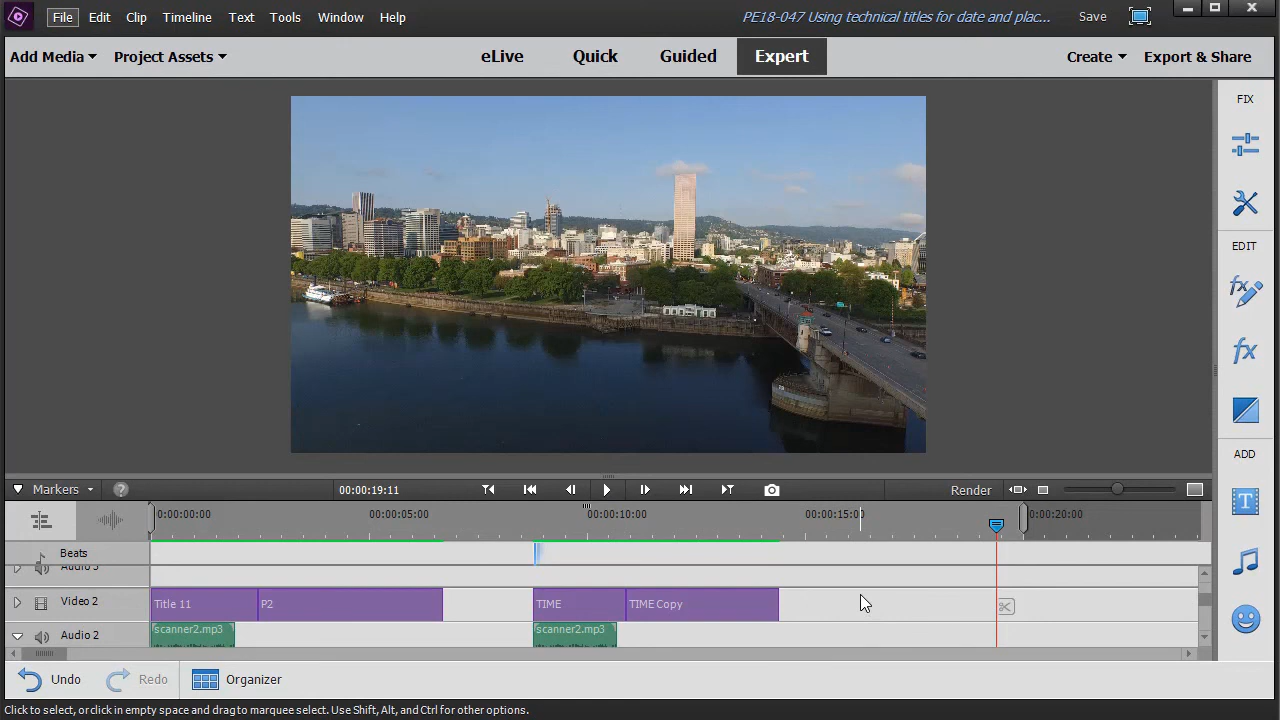 File Edit Clip Timeline Text Tools Window Help
PE18-047 Using technical titles for date and plac...
Save
Add Media
Project Assets
eLive
Quick
Guided
Expert
Create
Export & Share
FIX
EDIT
ADD
Markers
?
00:00:19:11
Render
0:00:00:00
00:00:05:00
00:00:10:00
00:00:15:00
0:00:20:00
Beats
Audio 3
Video 2
Title 11
P2
TIME
TIME Copy
Audio 2
scanner2.mp3
scanner2.mp3
Undo
Redo
Organizer
Click to select, or click in empty space and drag to marquee select. Use Shift, Alt, and Ctrl for other options.